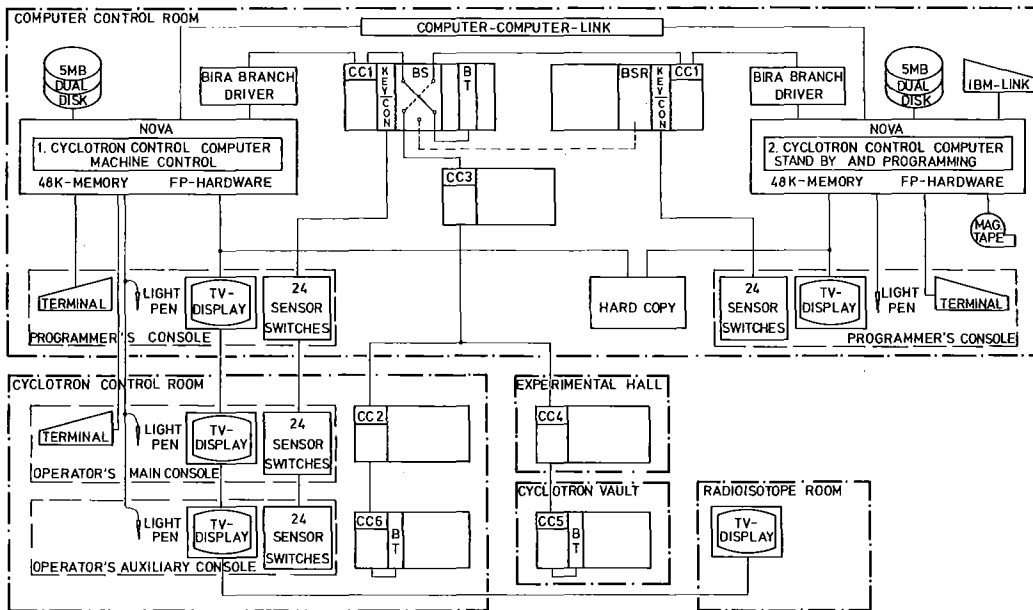 COMPUTER CONTROL ROOM
COMPUTER-COMPUTER-LINK
5MB
DUAL
DISK
BIRA BRANCH
DRIVER
CC1
KEY/CON
BS
BT
BSR
KEY/CON
CC1
BIRA BRANCH
DRIVER
5MB
DUAL
DISK
IBM-LINK
NOVA
1. CYCLOTRON CONTROL COMPUTER
MACHINE CONTROL
48K-MEMORY FP-HARDWARE
NOVA
2. CYCLOTRON CONTROL COMPUTER
STAND BY AND PROGRAMMING
48K-MEMORY FP-HARDWARE
CC3
MAG.
TAPE
TERMINAL
LIGHT
PEN
TV-
DISPLAY
24
SENSOR
SWITCHES
PROGRAMMER'S CONSOLE
HARD COPY
24
SENSOR
SWITCHES
TV-
DISPLAY
LIGHT
PEN
TERMINAL
PROGRAMMER'S CONSOLE
CYCLOTRON CONTROL ROOM
TERMINAL
LIGHT
PEN
TV-
DISPLAY
24
SENSOR
SWITCHES
OPERATOR'S MAIN CONSOLE
CC2
EXPERIMENTAL HALL
CC4
LIGHT
PEN
TV-
DISPLAY
24
SENSOR
SWITCHES
OPERATOR'S AUXILIARY CONSOLE
CC6
BT
CYCLOTRON VAULT
CC5
BT
RADIOISOTOPE ROOM
TV-
DISPLAY